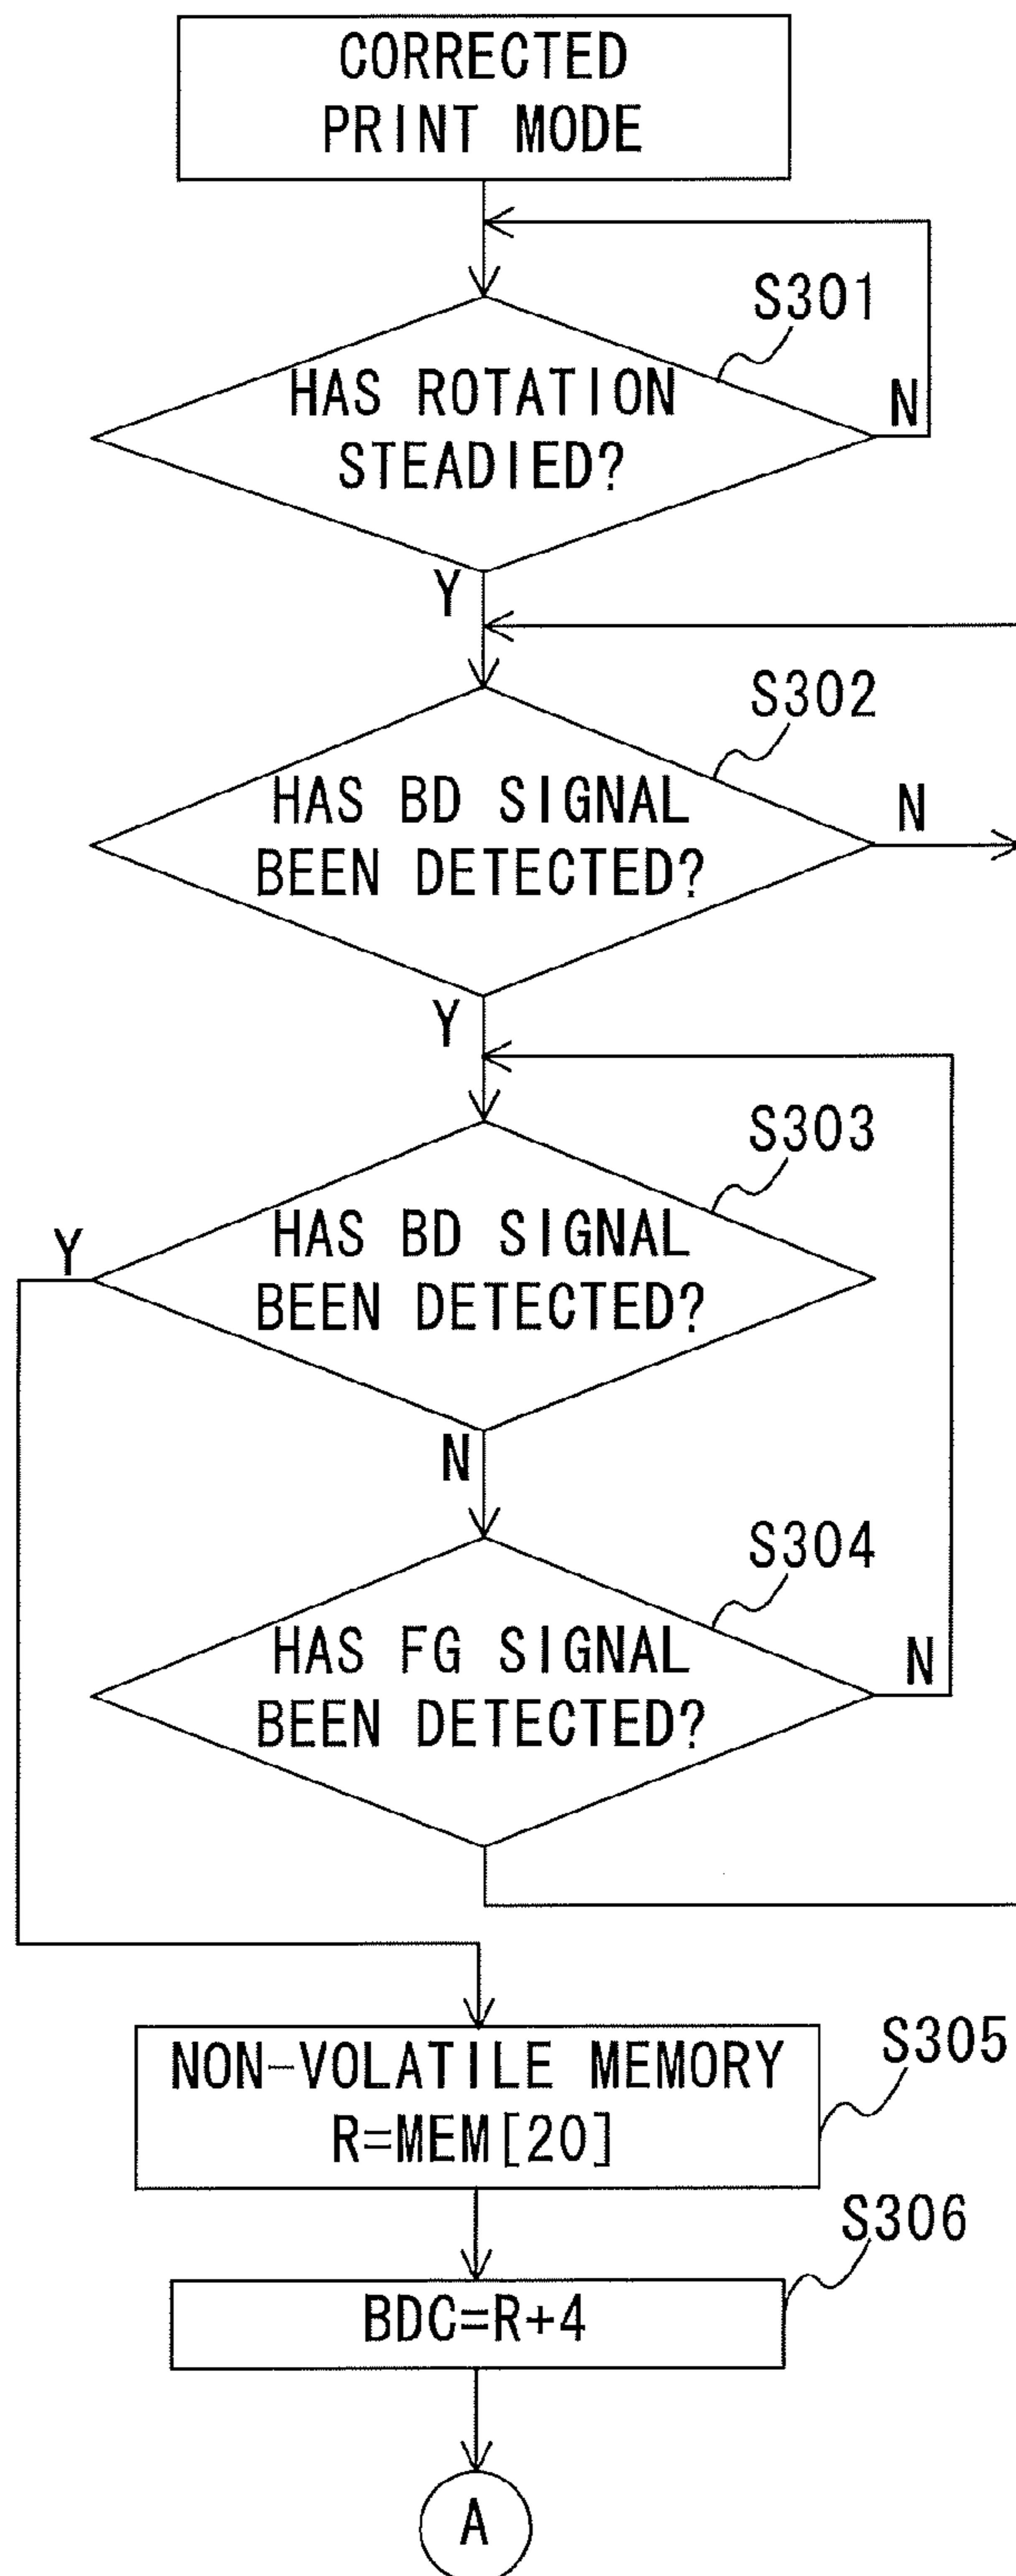 CORRECTED
PRINT MODE
S301
HAS ROTATION
STEADIED?
N
Y
S302
HAS BD SIGNAL
BEEN DETECTED?
N
Y
S303
HAS BD SIGNAL
BEEN DETECTED?
Y
N
S304
HAS FG SIGNAL
BEEN DETECTED?
N
S305
NON-VOLATILE MEMORY
R=MEM[20]
S306
BDC=R+4
A